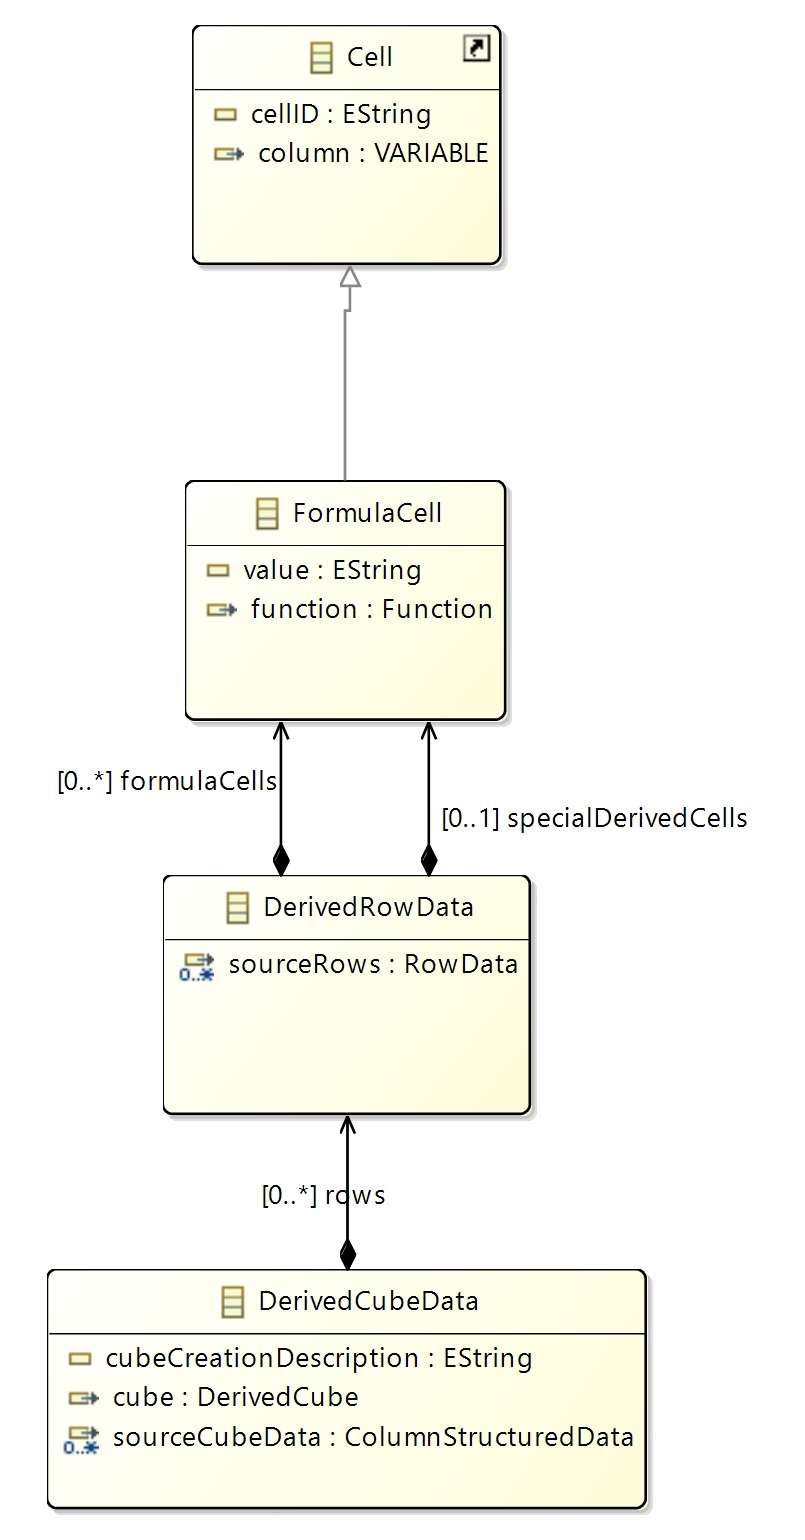 Cell
cellID : EString
column : VARIABLE
FormulaCell
value : EString
function : Function
[0..*] formulaCells
[0..1] specialDerivedCells
DerivedRowData
0..* sourceRows : RowData
[0..*] rows
DerivedCubeData
cubeCreationDescription : EString
cube : DerivedCube
0..* sourceCubeData : ColumnStructuredData